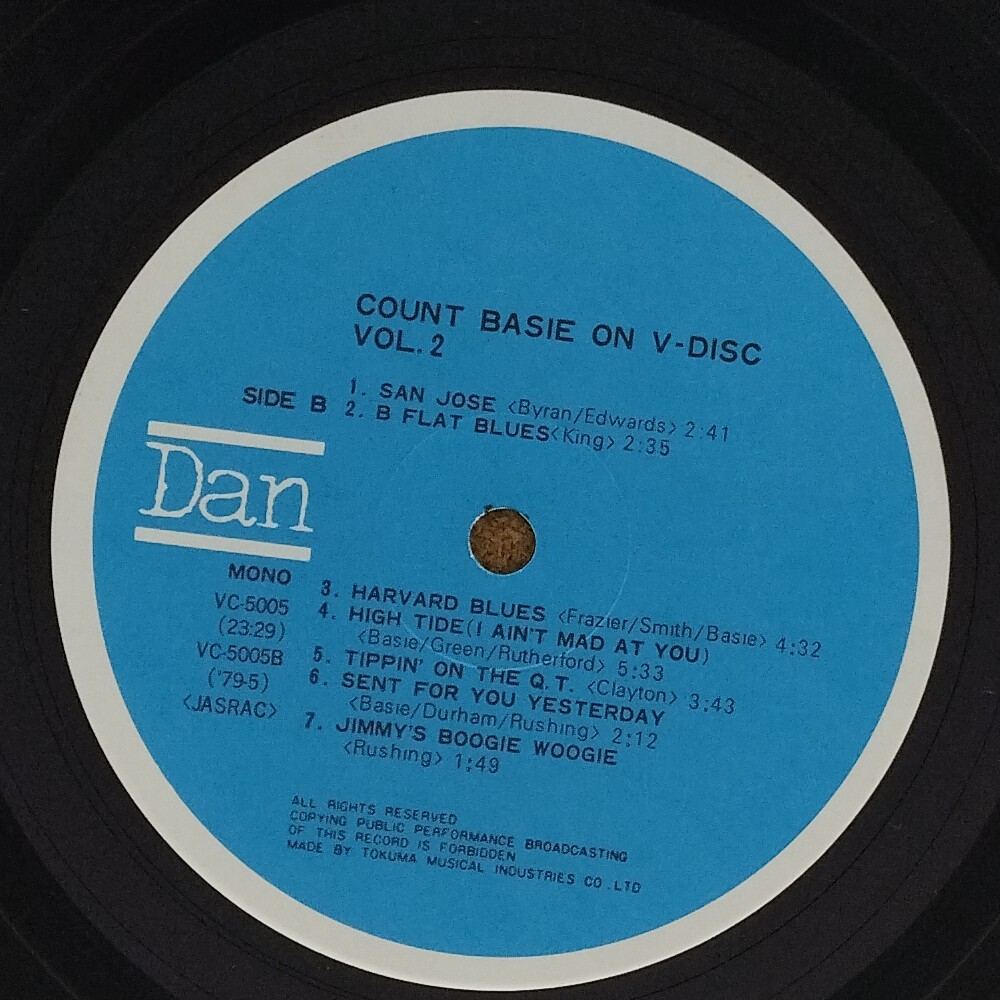 COUNT BASIE ON V-DISC
VOL.2
SIDE B
1. SAN JOSE <Byran/Edwards> 2:41
2. B FLAT BLUES<King> 2:35
Dan
MONO
VC-5005
(23:29)
VC-5005B
('79-5)
<JASRAC>
3. HARVARD BLUES <Frazier/Smith/Basie> 4:32
4. HIGH TIDE(I AIN'T MAD AT YOU)
<Basie/Green/Rutherford> 5:33
5. TIPPIN' ON THE Q.T. <Clayton> 3:43
6. SENT FOR YOU YESTERDAY
<Basie/Durham/Rushing> 2:12
7. JIMMY'S BOOGIE WOOGIE
<Rushing> 1:49
ALL RIGHTS RESERVED
COPYING PUBLIC PERFORMANCE BROADCASTING
OF THIS RECORD IS FORBIDDEN
MADE BY TOKUMA MUSICAL INDUSTRIES CO.LTD